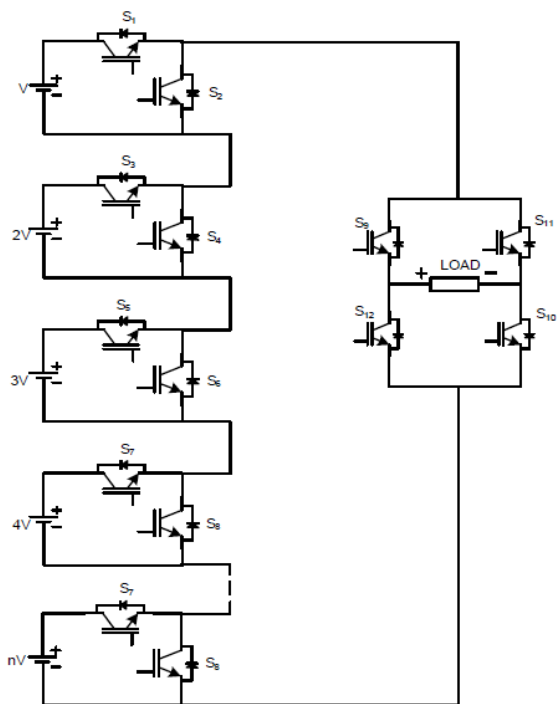 S1
+
V
-
S2
S3
+
2V
-
S4
S9
S11
+ LOAD -
S5
+
3V
-
S6
S12
S10
S7
+
4V
-
S8
S7
+
nV
-
S8